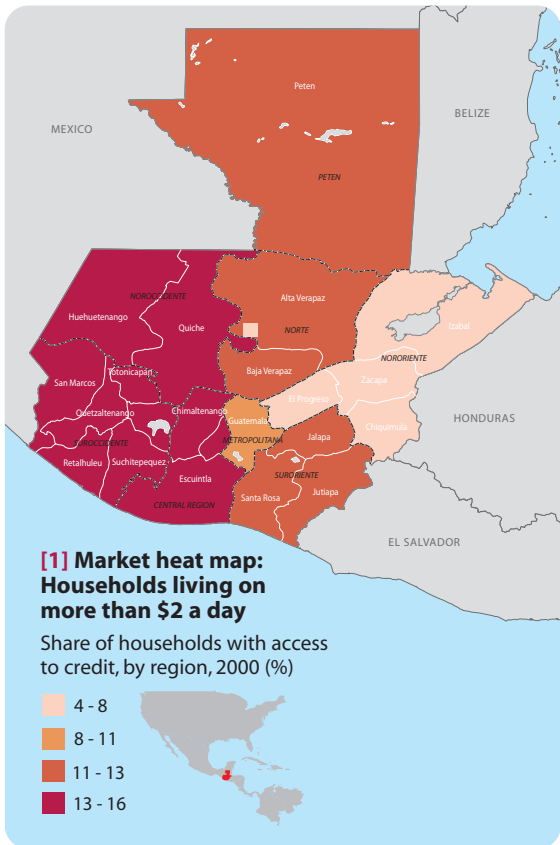 Peten
BELIZE
MEXICO
PETEN
NOROCCIDENTE
Alta Verapaz
Huehuetenango
Quiche
NORTE
Izabal
NORORIENTE
Totonicapán
Baja Verapaz
Zacapa
San Marcos
El Progreso
Quetzaltenango
Chimaltenango
Guatemala
Chiquimula
HONDURAS
SUROCCIDENTE
METROPOLITANA
Jalapa
Retalhuleu
Suchitepequez
Escuintla
SURORIENTE
Santa Rosa
Jutiapa
CENTRAL REGION
EL SALVADOR
[1] Market heat map:
Households living on
more than $2 a day
Share of households with access
to credit, by region, 2000 (%)
4 - 8
8 - 11
11 - 13
13 - 16